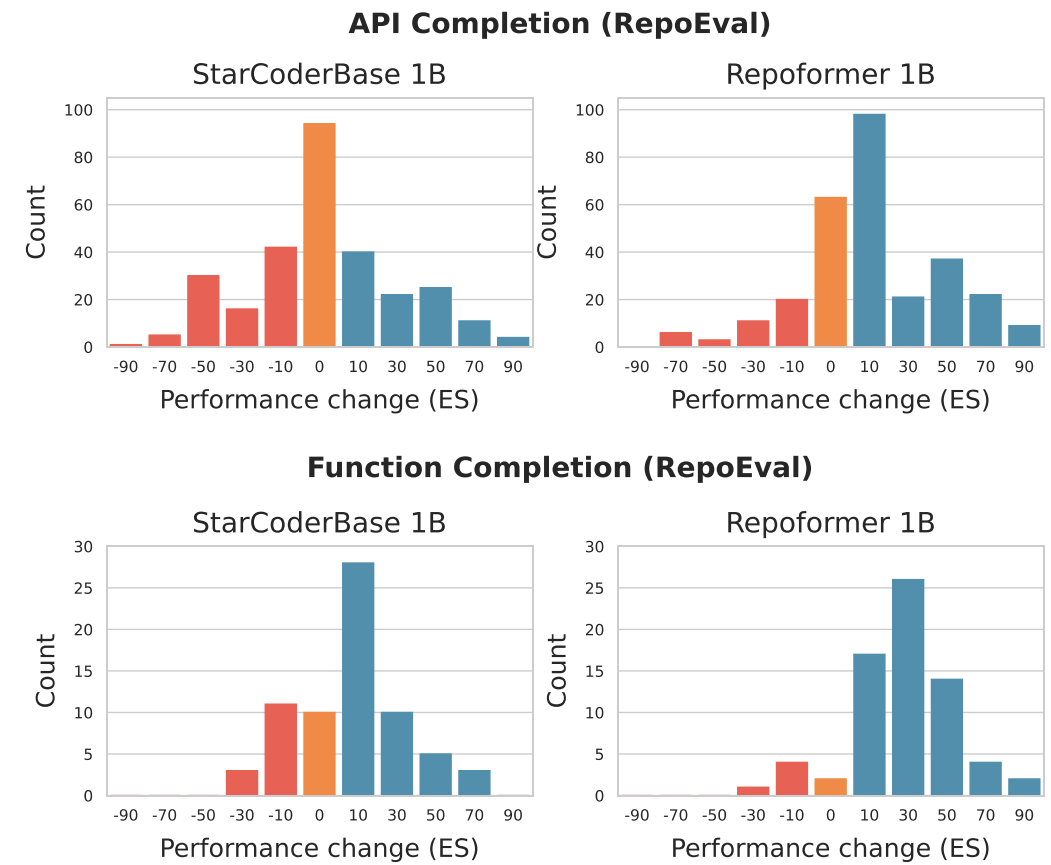 API Completion (RepoEval)
StarCoderBase 1B
Repoformer 1B
100
80
60
40
20
0
Count
-90 -70 -50 -30 -10 0 10 30 50 70 90
Performance change (ES)
100
80
60
40
20
0
Count
-90 -70 -50 -30 -10 0 10 30 50 70 90
Performance change (ES)
Function Completion (RepoEval)
StarCoderBase 1B
Repoformer 1B
30
25
20
15
10
5
0
Count
-90 -70 -50 -30 -10 0 10 30 50 70 90
Performance change (ES)
30
25
20
15
10
5
0
Count
-90 -70 -50 -30 -10 0 10 30 50 70 90
Performance change (ES)